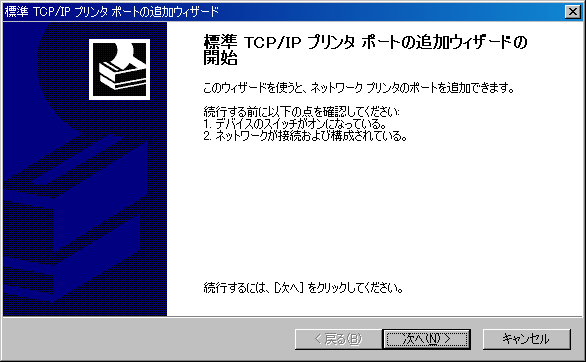 標準 TCP/IP プリンタ ポートの追加ウィザード
標準 TCP/IP プリンタ ポートの追加ウィザードの
開始
このウィザードを使うと、ネットワーク プリンタのポートを追加できます。
続行する前に以下の点を確認してください:
1. デバイスのスイッチがオンになっている。
2. ネットワークが接続および構成されている。
続行するには、[次へ] をクリックしてください。
< 戻る(B)
次へ(N) >
キャンセル